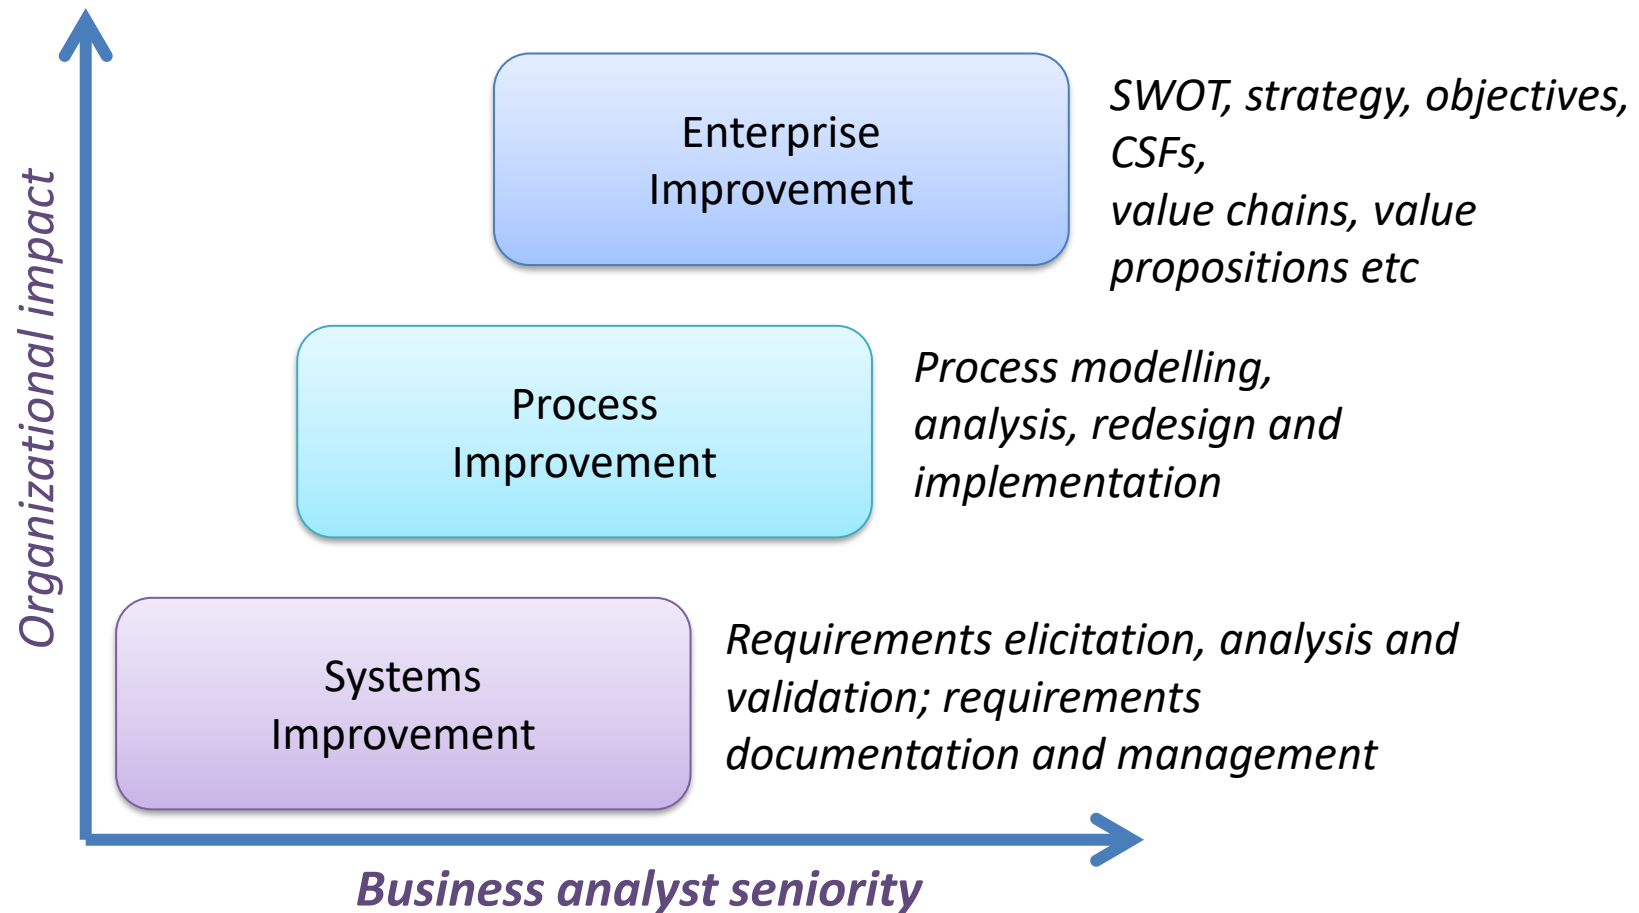 Organizational impact
Enterprise
Improvement
SWOT, strategy, objectives,
CSFs,
value chains, value
propositions etc
Process
Improvement
Process modelling,
analysis, redesign and
implementation
Systems
Improvement
Requirements elicitation, analysis and
validation; requirements
documentation and management
Business analyst seniority